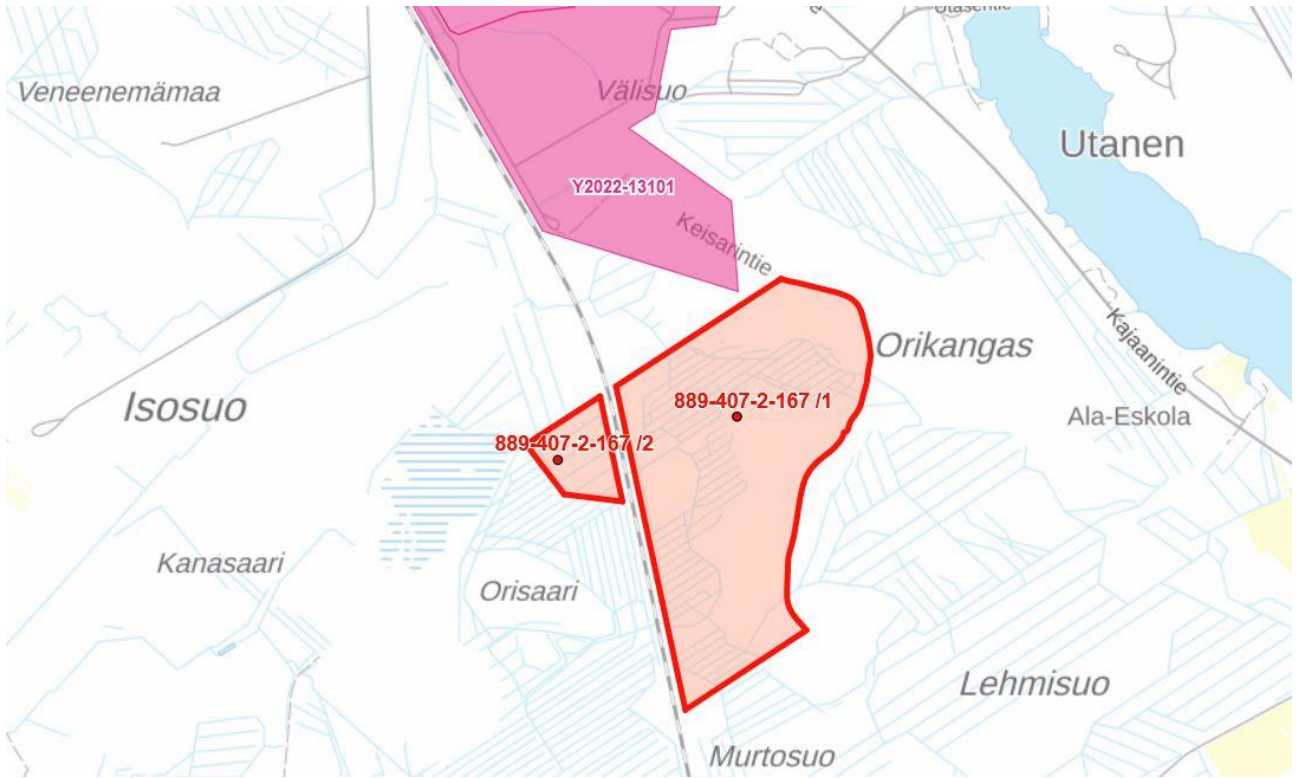 Utasentie
Veneenemämaa
Välisuo
Utanen
Y2022-13101
Keisarintie
Kajaanintie
Orikangas
Isosuo
889-407-2-167 /1
Ala-Eskola
889-407-2-167 /2
Kanasaari
Orisaari
Lehmisuo
Murtosuo